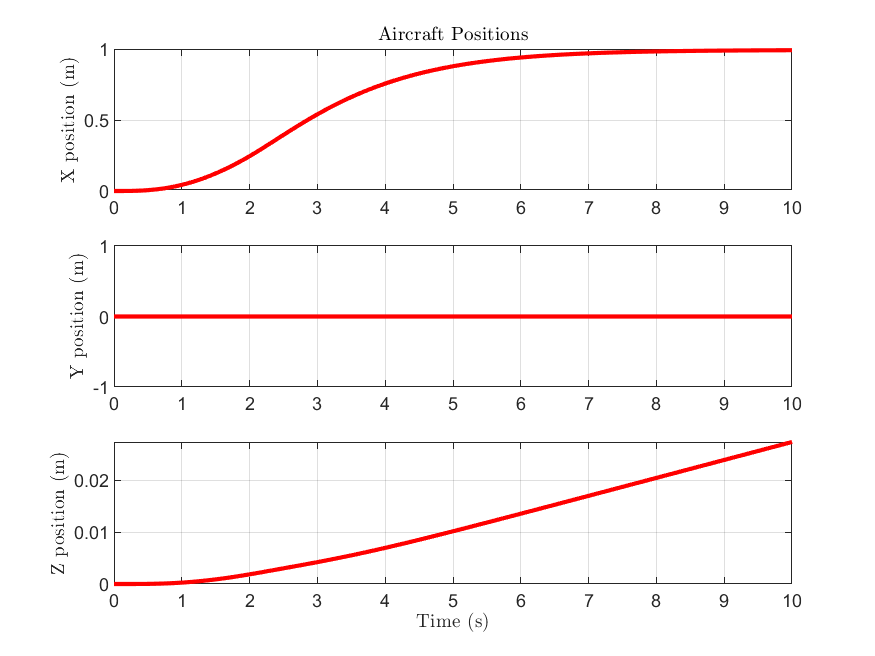 Aircraft Positions
X position (m)
1
0.5
0
0 1 2 3 4 5 6 7 8 9 10
Y position (m)
1
0
-1
0 1 2 3 4 5 6 7 8 9 10
Z position (m)
0.02
0.01
0
0 1 2 3 4 5 6 7 8 9 10
Time (s)